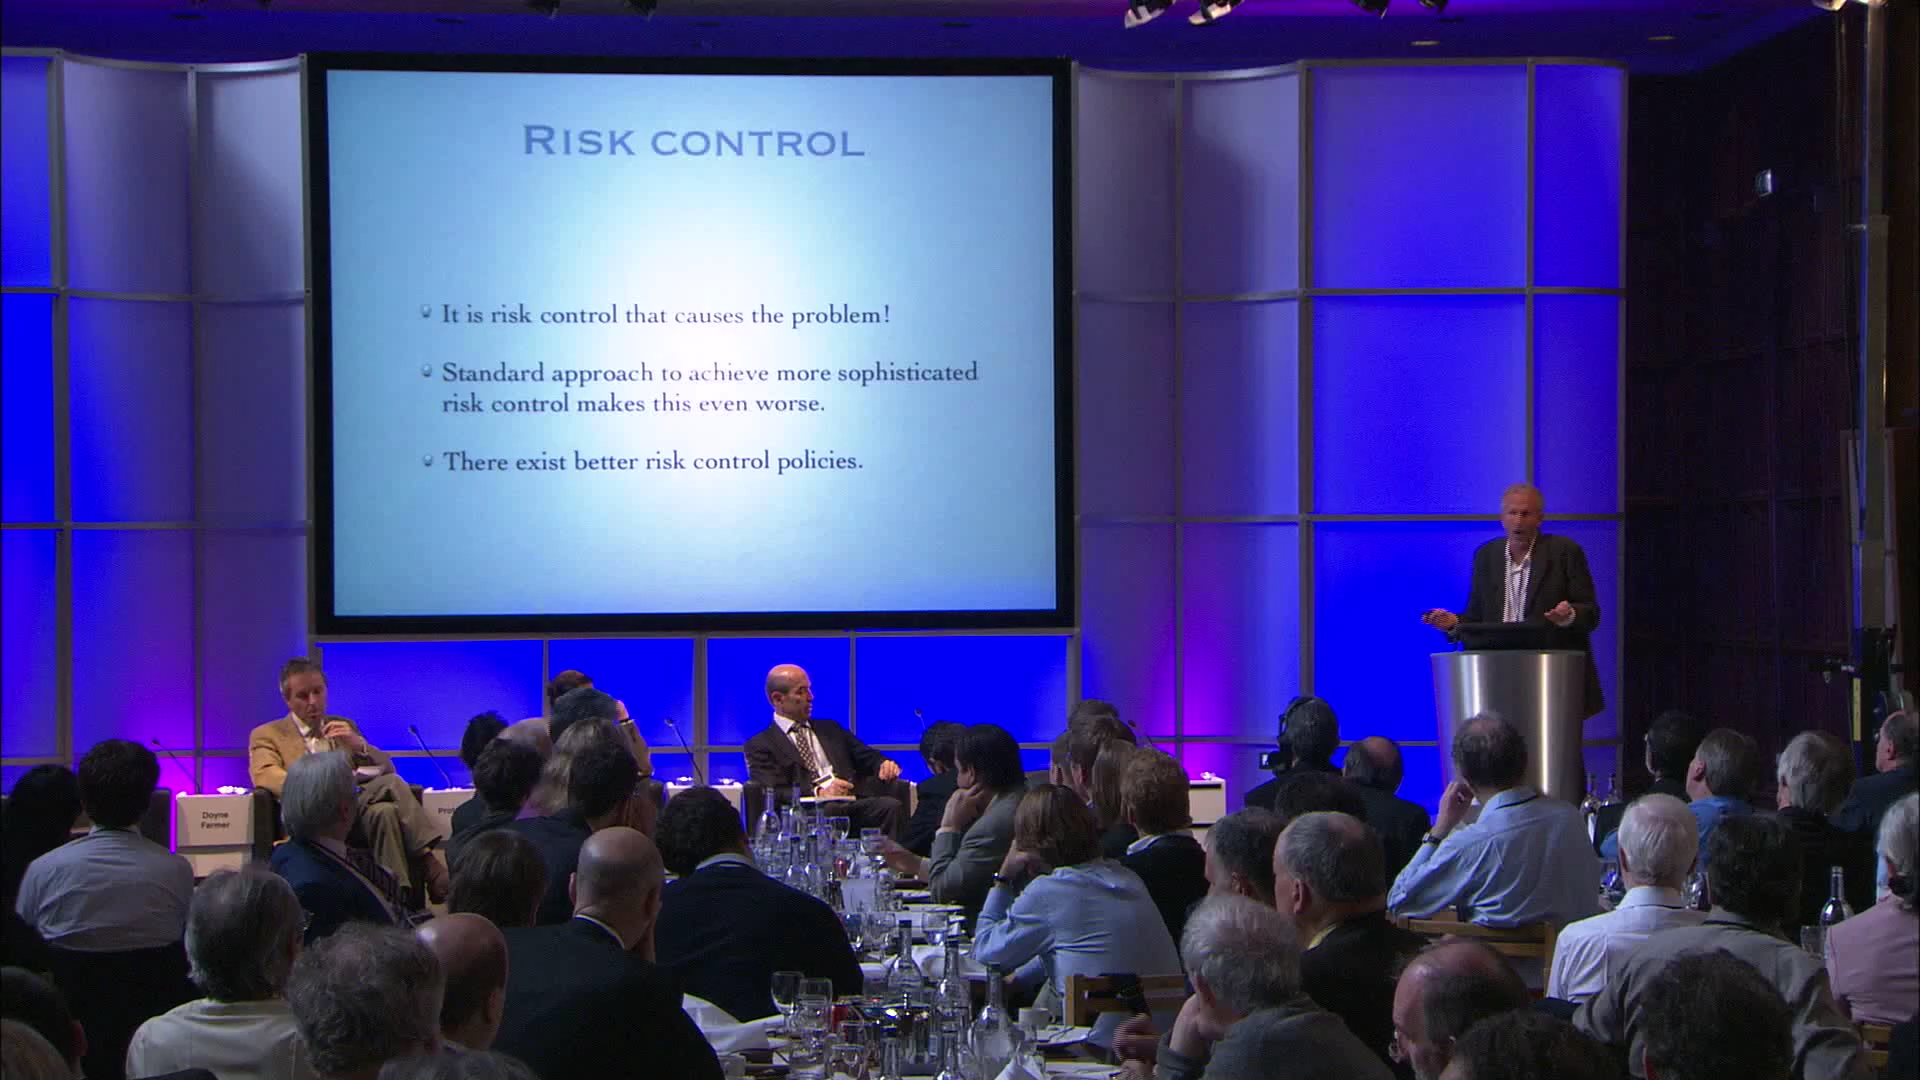 Risk control
It is risk control that causes the problem!
Standard approach to achieve more sophisticated
risk control makes this even worse.
There exist better risk control policies.
Doyne
Farmer